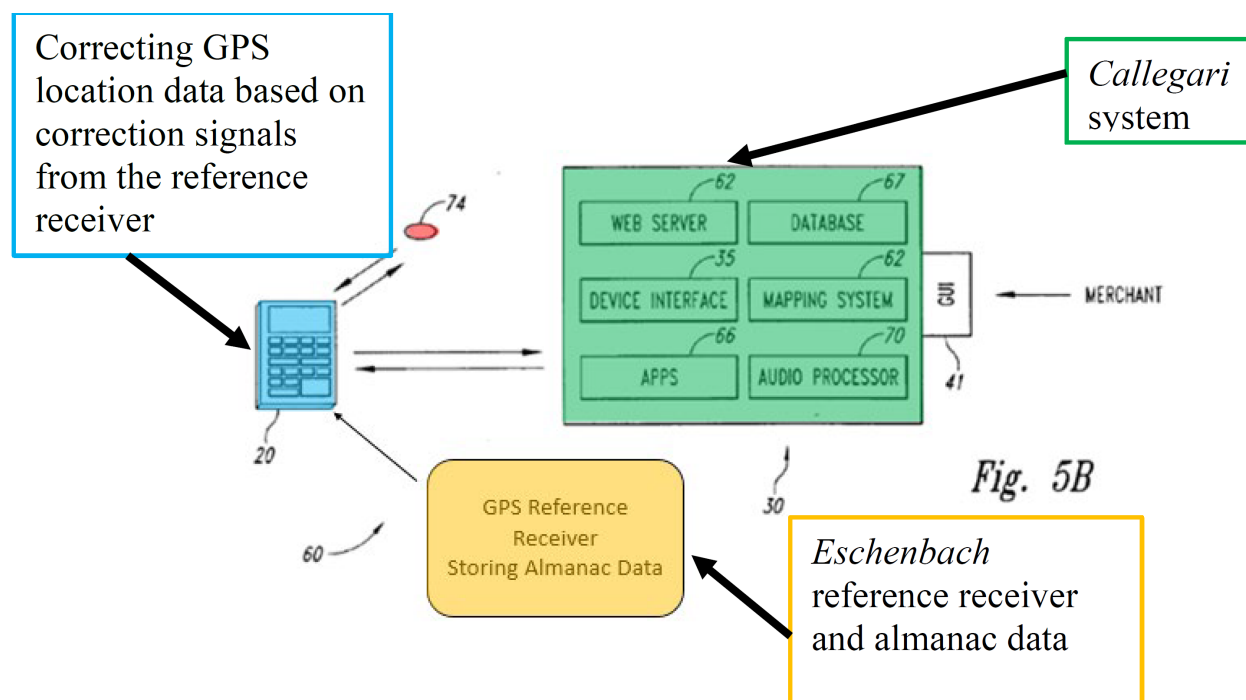 Correcting GPS
location data based on
correction signals
from the reference
receiver
Callegari
system
74
62
67
WEB SERVER
DATABASE
35
62
DEVICE INTERFACE
MAPPING SYSTEM
MERCHANT
66
70
APPS
AUDIO PROCESSOR
41
20
GPS Reference
Receiver
Storing Almanac Data
60
30
Fig. 5B
Eschenbach
reference receiver
and almanac data